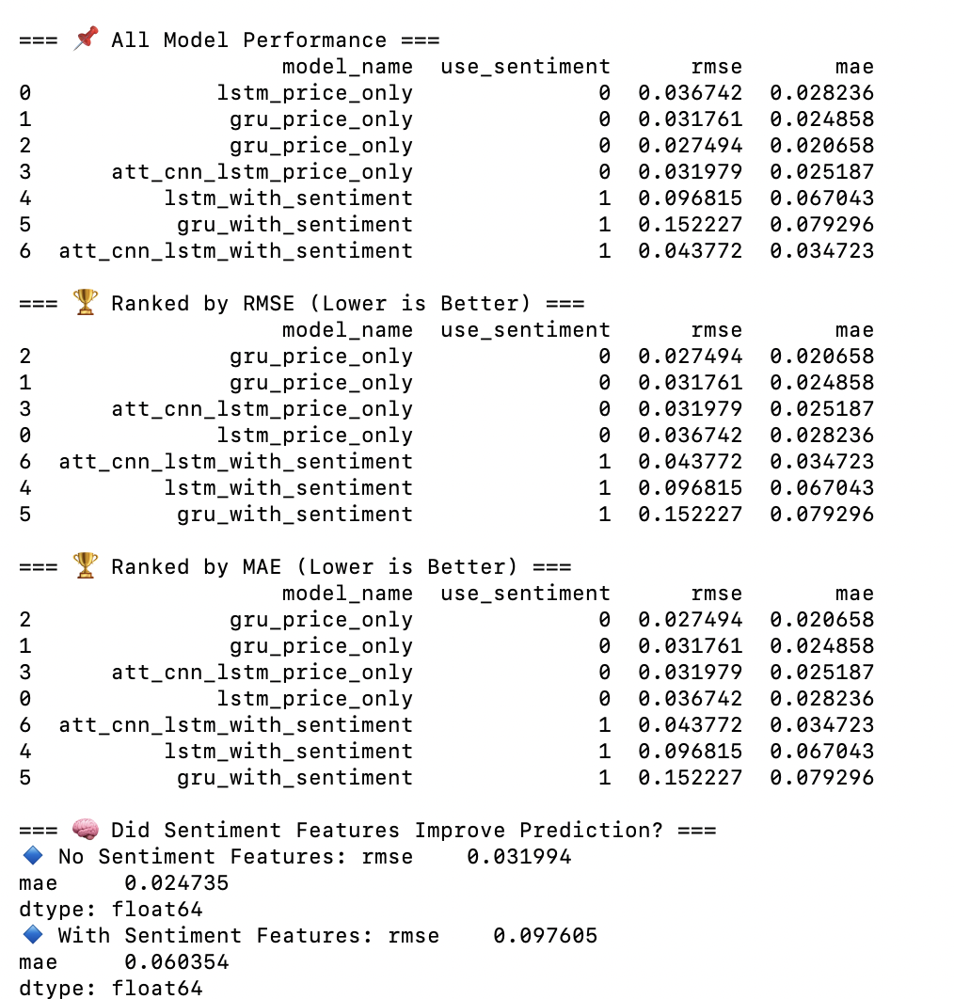 === 📌 All Model Performance ===
model_name use_sentiment rmse mae
0 lstm_price_only 0 0.036742 0.028236
1 gru_price_only 0 0.031761 0.024858
2 gru_price_only 0 0.027494 0.020658
3 att_cnn_lstm_price_only 0 0.031979 0.025187
4 lstm_with_sentiment 1 0.096815 0.067043
5 gru_with_sentiment 1 0.152227 0.079296
6 att_cnn_lstm_with_sentiment 1 0.043772 0.034723
=== 🏆 Ranked by RMSE (Lower is Better) ===
model_name use_sentiment rmse mae
2 gru_price_only 0 0.027494 0.020658
1 gru_price_only 0 0.031761 0.024858
3 att_cnn_lstm_price_only 0 0.031979 0.025187
0 lstm_price_only 0 0.036742 0.028236
6 att_cnn_lstm_with_sentiment 1 0.043772 0.034723
4 lstm_with_sentiment 1 0.096815 0.067043
5 gru_with_sentiment 1 0.152227 0.079296
=== 🏆 Ranked by MAE (Lower is Better) ===
model_name use_sentiment rmse mae
2 gru_price_only 0 0.027494 0.020658
1 gru_price_only 0 0.031761 0.024858
3 att_cnn_lstm_price_only 0 0.031979 0.025187
0 lstm_price_only 0 0.036742 0.028236
6 att_cnn_lstm_with_sentiment 1 0.043772 0.034723
4 lstm_with_sentiment 1 0.096815 0.067043
5 gru_with_sentiment 1 0.152227 0.079296
=== 🧠 Did Sentiment Features Improve Prediction? ===
🔹 No Sentiment Features: rmse 0.031994
mae 0.024735
dtype: float64
🔹 With Sentiment Features: rmse 0.097605
mae 0.060354
dtype: float64